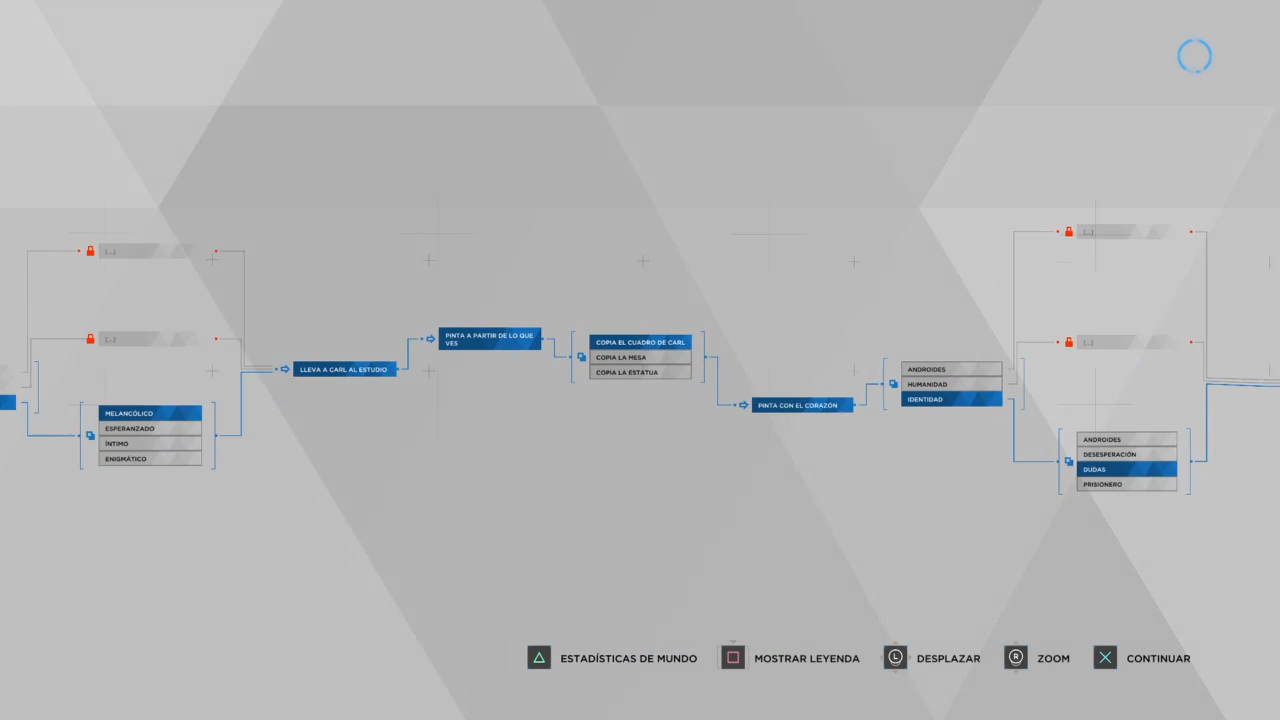 [...]
[...]
MELANCÓLICO
ESPERANZADO
ÍNTIMO
ENIGMÁTICO
LLEVA A CARL AL ESTUDIO
PINTA A PARTIR DE LO QUE
VES
COPIA EL CUADRO DE CARL
COPIA LA MESA
COPIA LA ESTATUA
PINTA CON EL CORAZÓN
ANDROIDES
HUMANIDAD
IDENTIDAD
[...]
[...]
ANDROIDES
DESESPERACIÓN
DUDAS
PRISIONERO
ESTADÍSTICAS DE MUNDO
MOSTRAR LEYENDA
L DESPLAZAR
R ZOOM
CONTINUAR